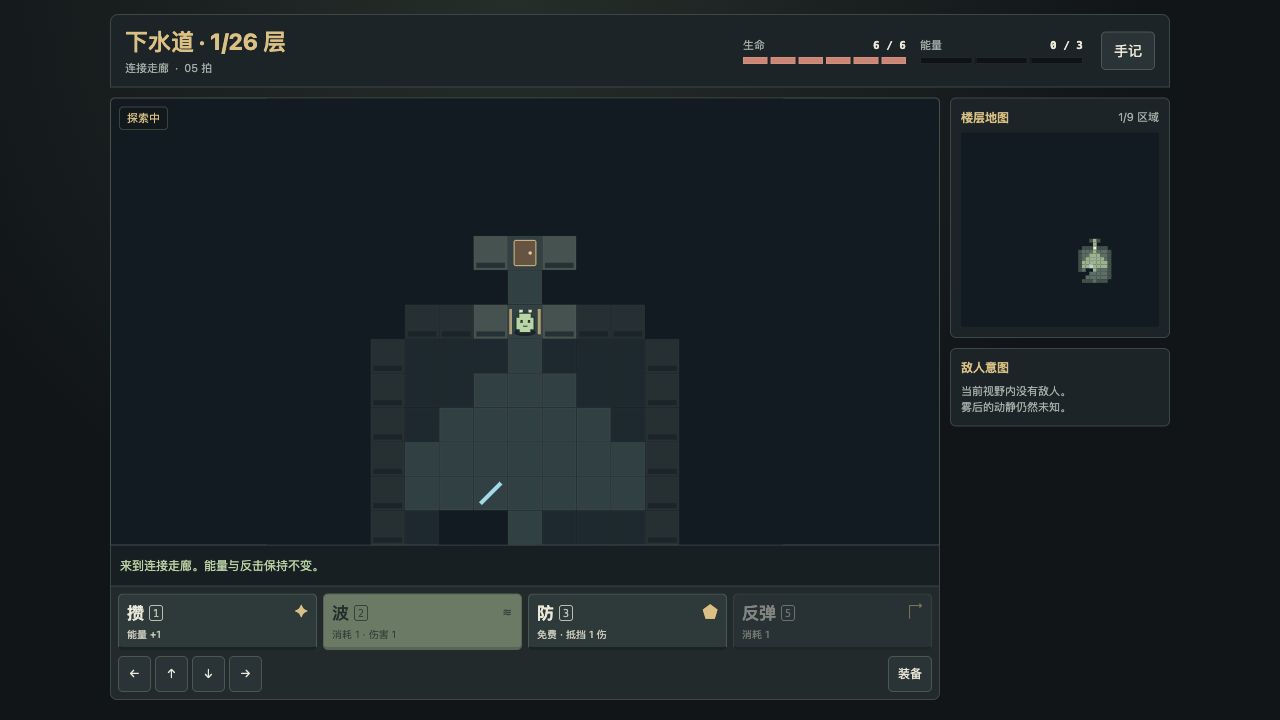 下水道 · 1/26 层
连接走廊 · 05 拍
生命 6 / 6
能量 0 / 3
手记
探索中
楼层地图 1/9 区域
敌人意图
当前视野内没有敌人。
雾后的动静仍然未知。
来到连接走廊。能量与反击保持不变。
攒 1
能量 +1
波 2
消耗 1 · 伤害 1
防 3
免费 · 抵挡 1 伤
反弹 5
消耗 1
← ↑ ↓ →
装备